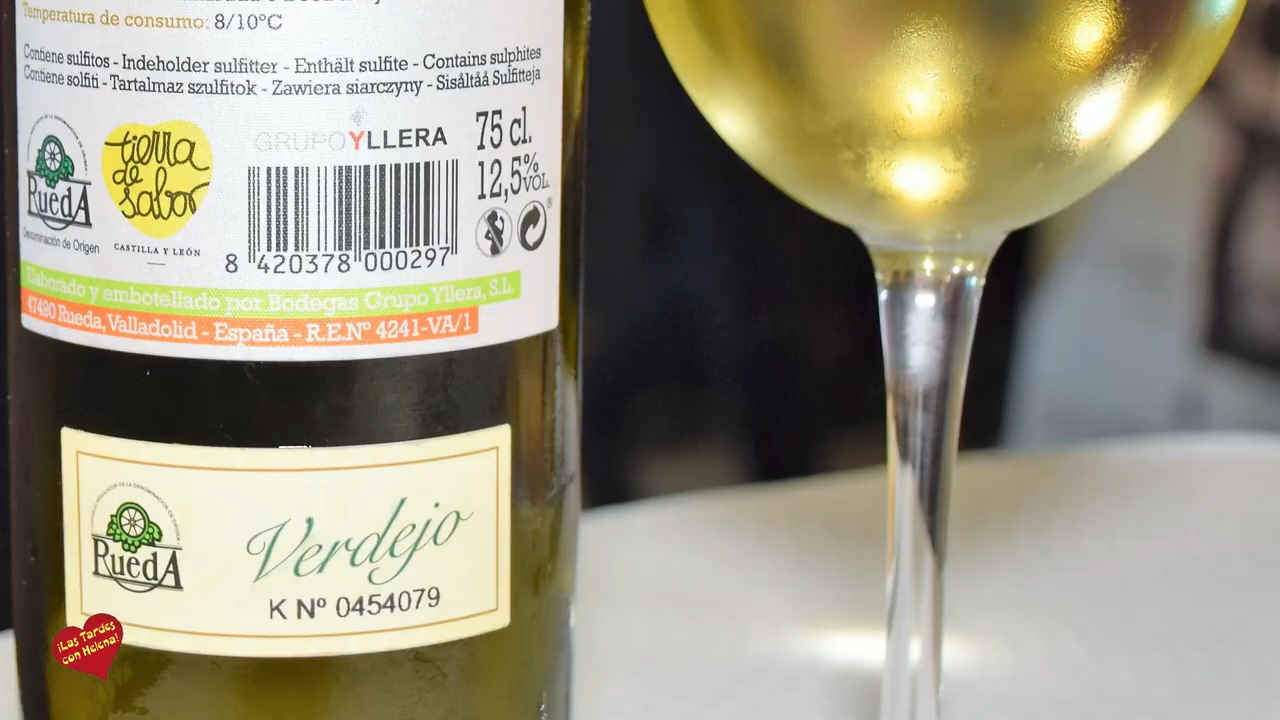 Temperatura de consumo: 8/10ºC
Contiene sulfitos - Indeholder sulfitter - Enthält sulfite - Contains sulphites
Contiene solfiti - Tartalmaz szulfitok - Zawiera siarczyny - Sisåltåå Sulfitteja
RuedA
Denominación de Origen
tierra
de
sabor
CASTILLA Y LEÓN
GRUPOYLLERA
8 420378 000297
75 cl.
12,5% VOL.
®
Elaborado y embotellado por Bodegas Grupo Yllera, S.L.
47490 Rueda, Valladolid - España - R.E.Nº 4241-VA/1
RuedA
Verdejo
K Nº 0454079
¡Las Tardes
con Helena!